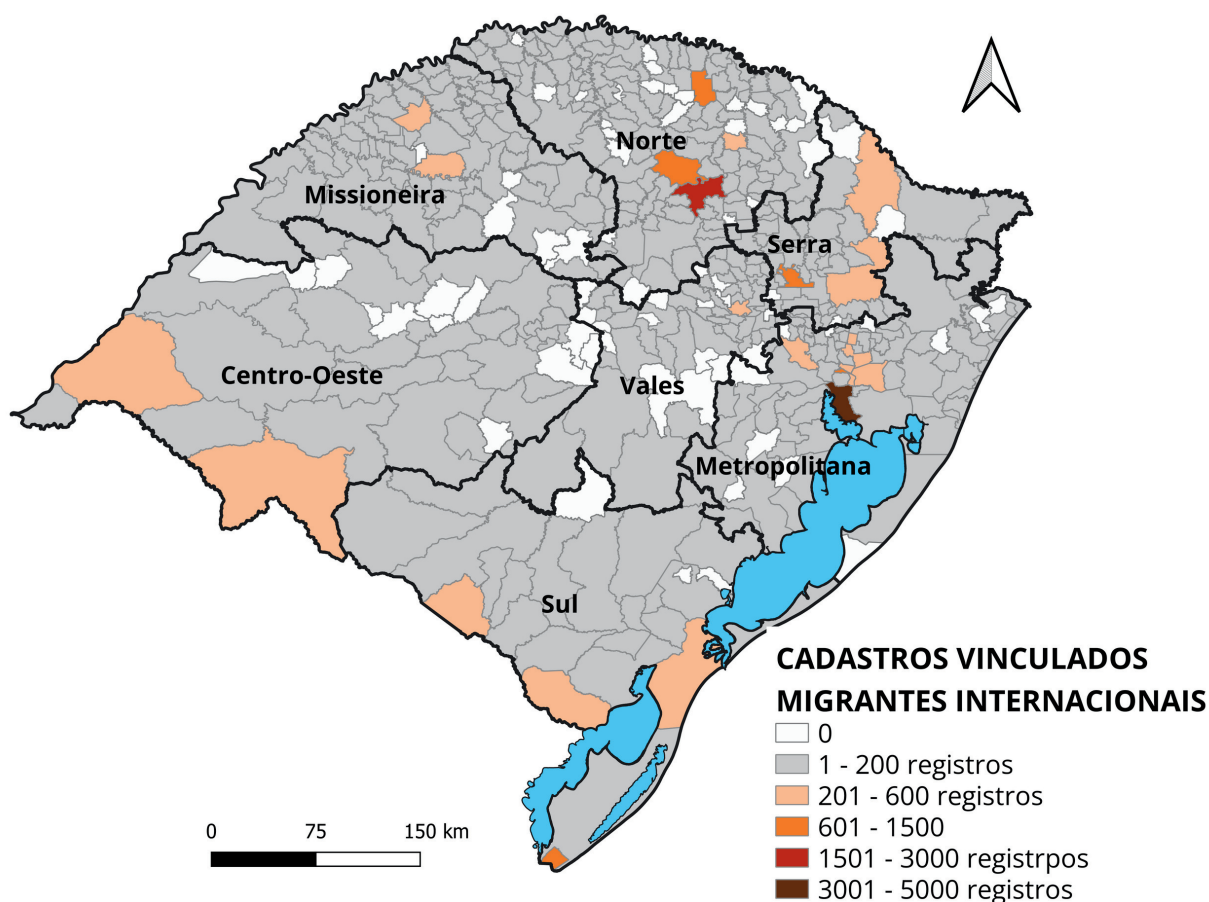 Norte
Missioneira
Serra
Centro-Oeste
Vales
Metropolitana
Sul
CADASTROS VINCULADOS
MIGRANTES INTERNACIONAIS
0
1 - 200 registros
201 - 600 registros
601 - 1500
1501 - 3000 registrpos
3001 - 5000 registros
0 75 150 km